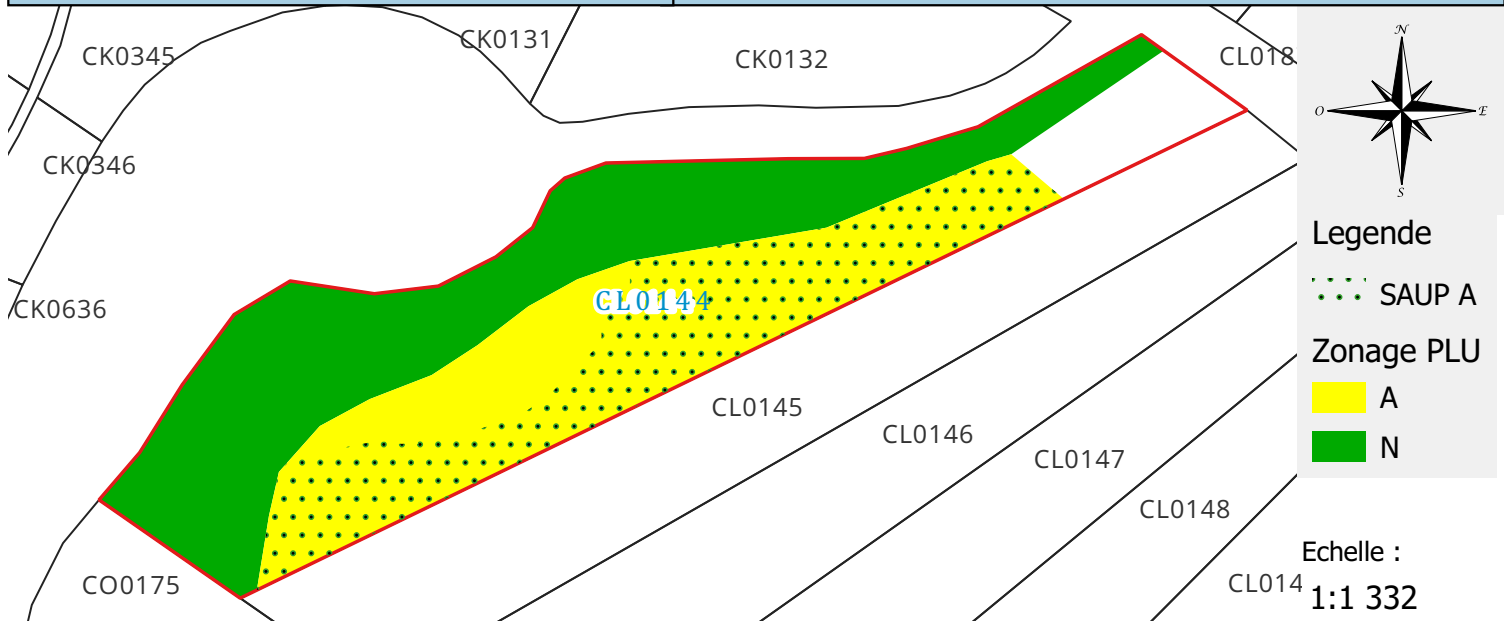 CK0345
CK0131
CK0132
CL018
N
O
E
S
CK0346
CK0636
CL0144
Legende
SAUP A
Zonage PLU
A
N
CL0145
CL0146
CL0147
CL0148
CO0175
CL014
Echelle :
1:1 332